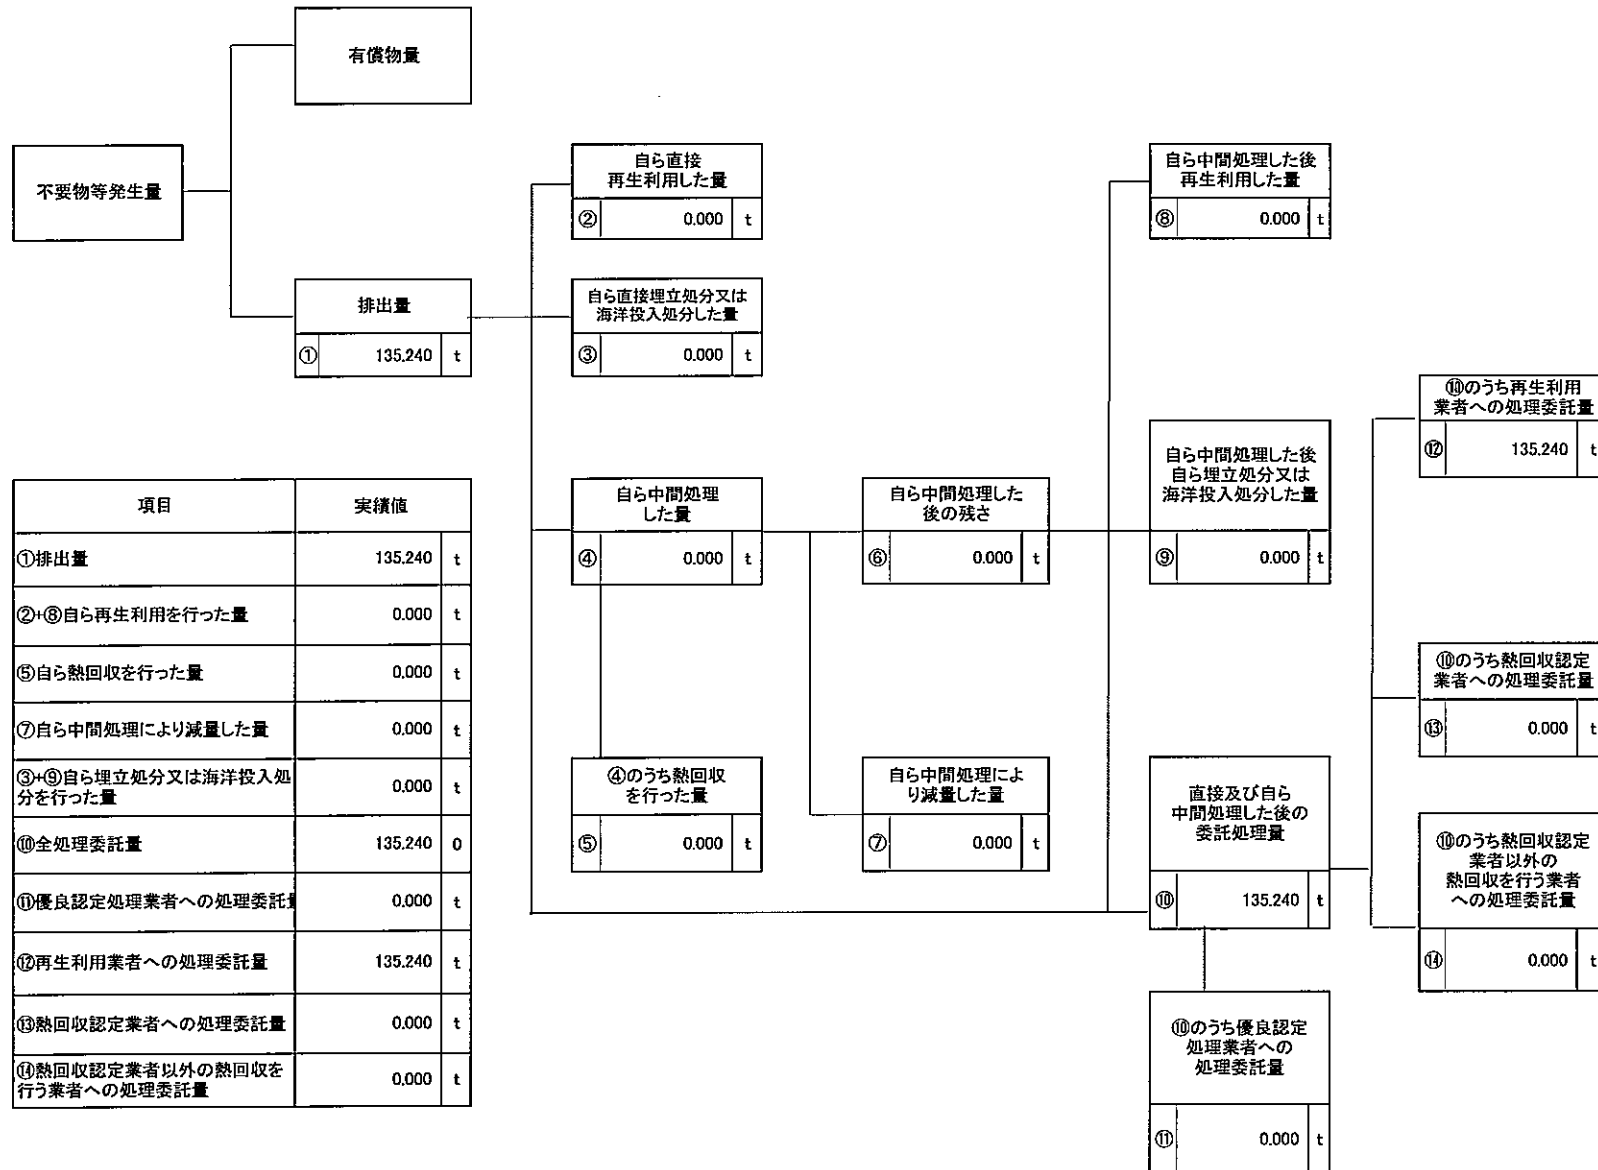 有償物量
不要物等発生量
排出量
① 135.240 t
自ら直接
再生利用した量
② 0.000 t
自ら直接埋立処分又は
海洋投入処分した量
③ 0.000 t
自ら中間処理
した量
④ 0.000 t
④のうち熱回収
を行った量
⑤ 0.000 t
自ら中間処理した
後の残さ
⑥ 0.000 t
自ら中間処理によ
り減量した量
⑦ 0.000 t
自ら中間処理した後
再生利用した量
⑧ 0.000 t
自ら中間処理した後
自ら埋立処分又は
海洋投入処分した量
⑨ 0.000 t
直接及び自ら
中間処理した後の
委託処理量
⑩ 135.240 t
⑩のうち優良認定
処理業者への
処理委託量
⑪ 0.000 t
⑩のうち再生利用
業者への処理委託量
⑫ 135.240 t
⑩のうち熱回収認定
業者への処理委託量
⑬ 0.000 t
⑩のうち熱回収認定
業者以外の
熱回収を行う業者
への処理委託量
⑭ 0.000 t
項目 実績値
①排出量 135.240 t
②+⑧自ら再生利用を行った量 0.000 t
⑤自ら熱回収を行った量 0.000 t
⑦自ら中間処理により減量した量 0.000 t
③+⑨自ら埋立処分又は海洋投入処
分を行った量 0.000 t
⑩全処理委託量 135.240 0
⑪優良認定処理業者への処理委託 0.000 t
⑫再生利用業者への処理委託量 135.240 t
⑬熱回収認定業者への処理委託量 0.000 t
⑭熱回収認定業者以外の熱回収を
行う業者への処理委託量 0.000 t